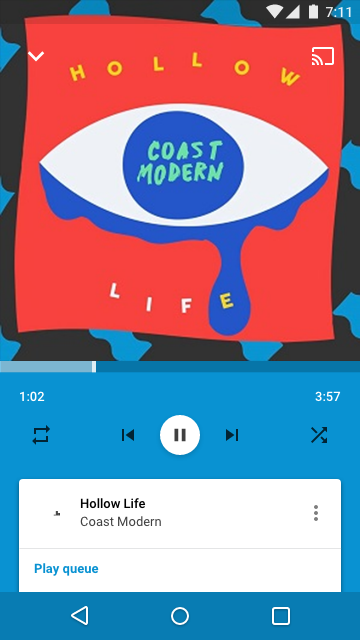 7:11
HOLLOW
COAST
MODERN
LIFE
1:02 3:57
Hollow Life
Coast Modern
Play queue